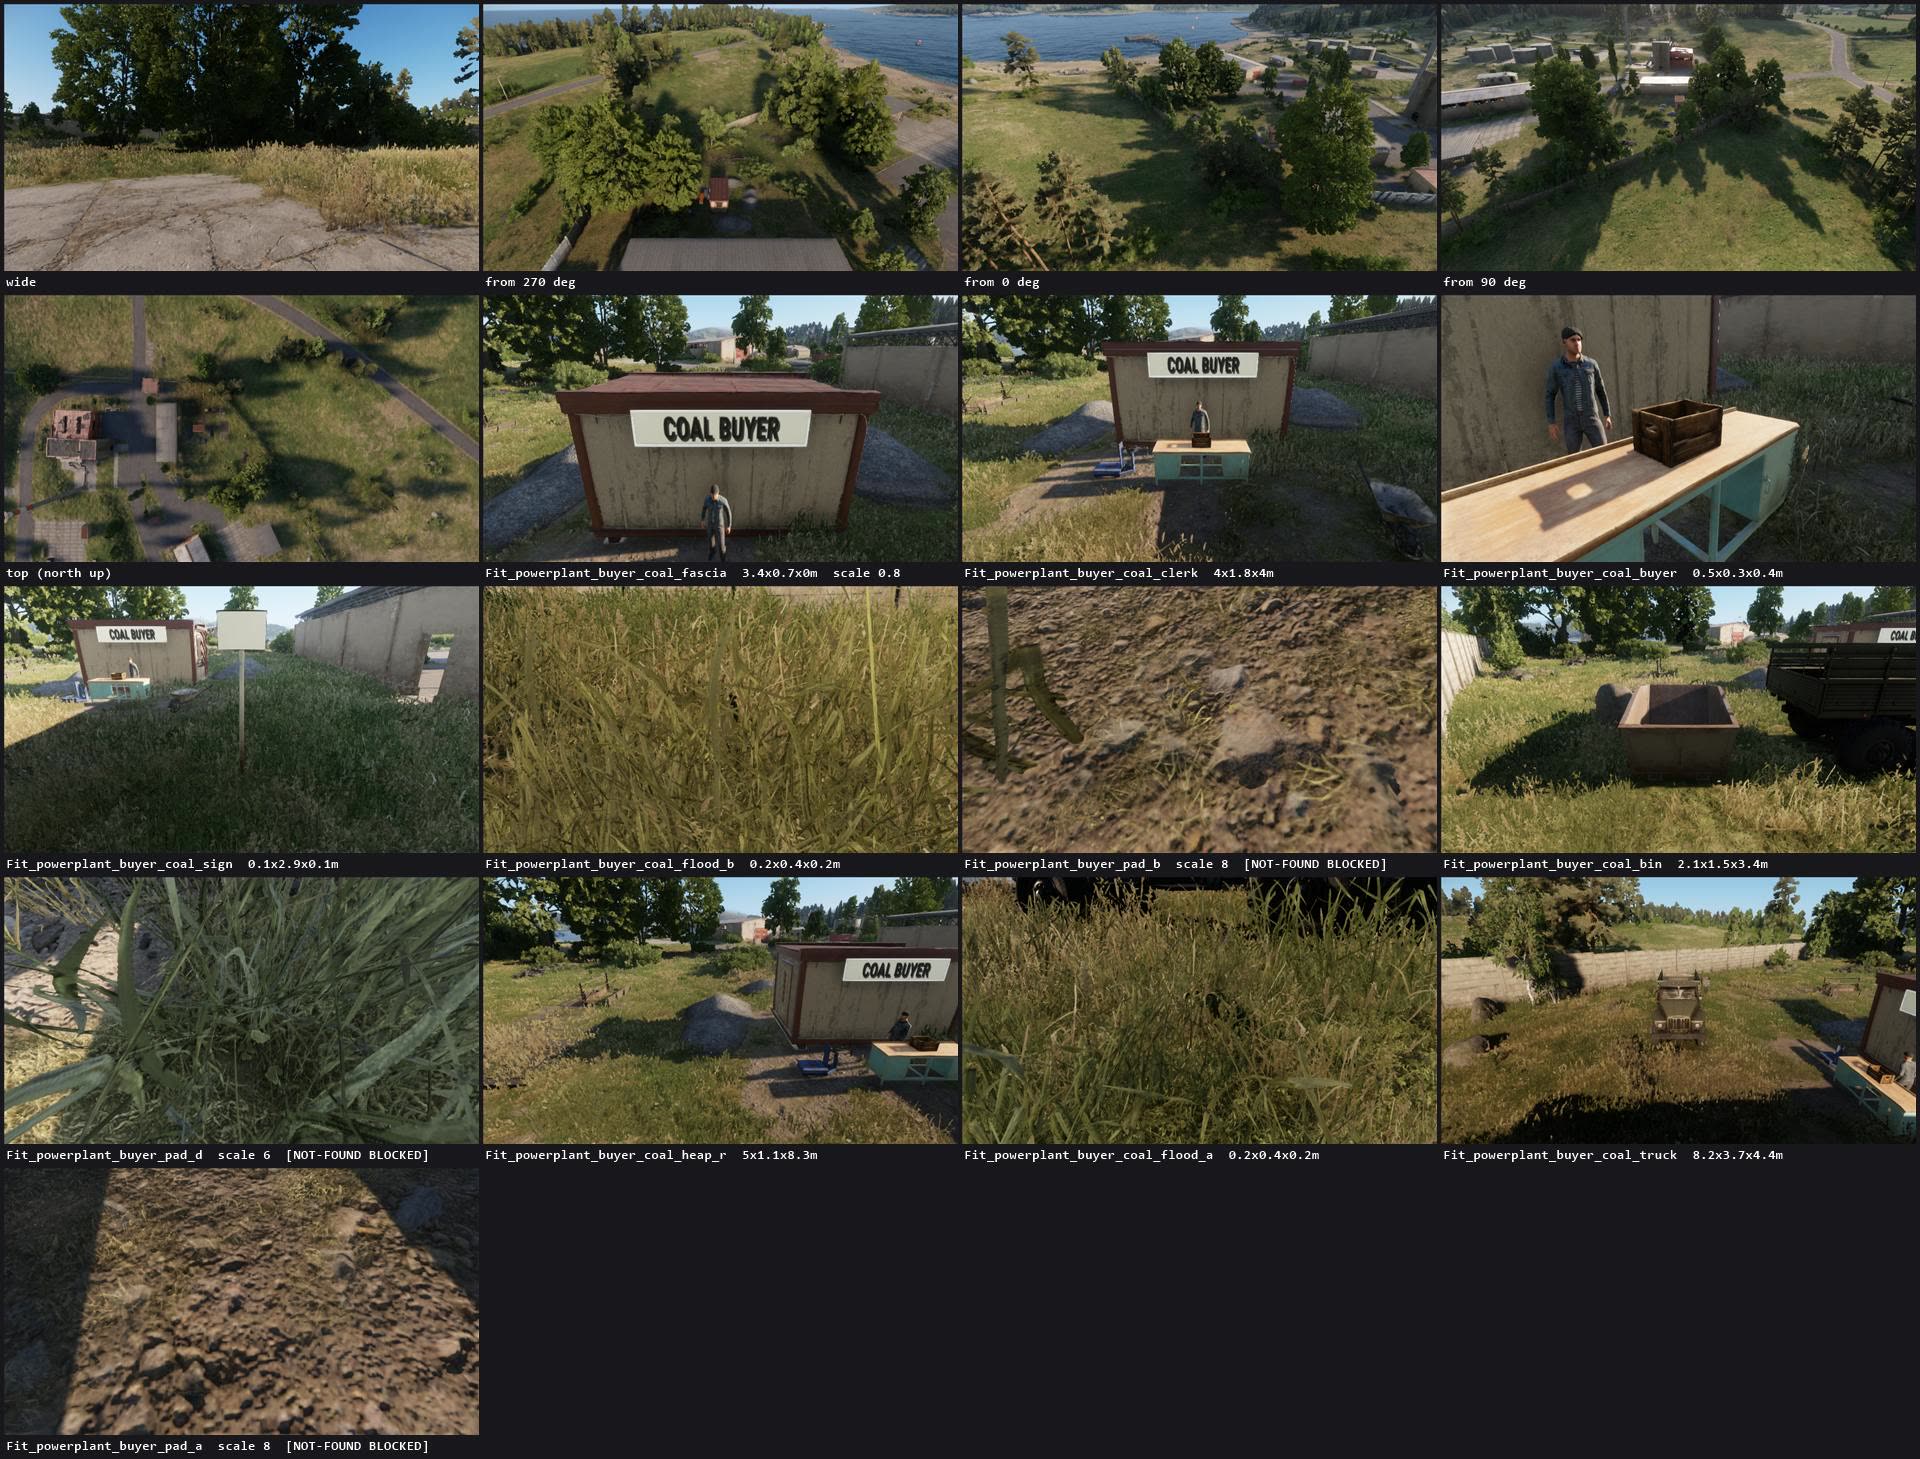 wide
from 270 deg
from 0 deg
from 90 deg
COAL BUYER
COAL BUYER
top (north up)
Fit_powerplant_buyer_coal_fascia 3.4x0.7x0m scale 0.8
Fit_powerplant_buyer_coal_clerk 4x1.8x4m
Fit_powerplant_buyer_coal_buyer 0.5x0.3x0.4m
COAL BUYER
COAL B
Fit_powerplant_buyer_coal_sign 0.1x2.9x0.1m
Fit_powerplant_buyer_coal_flood_b 0.2x0.4x0.2m
Fit_powerplant_buyer_pad_b scale 8 [NOT-FOUND BLOCKED]
Fit_powerplant_buyer_coal_bin 2.1x1.5x3.4m
COAL BUYER
Fit_powerplant_buyer_pad_d scale 6 [NOT-FOUND BLOCKED]
Fit_powerplant_buyer_coal_heap_r 5x1.1x8.3m
Fit_powerplant_buyer_coal_flood_a 0.2x0.4x0.2m
Fit_powerplant_buyer_coal_truck 8.2x3.7x4.4m
Fit_powerplant_buyer_pad_a scale 8 [NOT-FOUND BLOCKED]